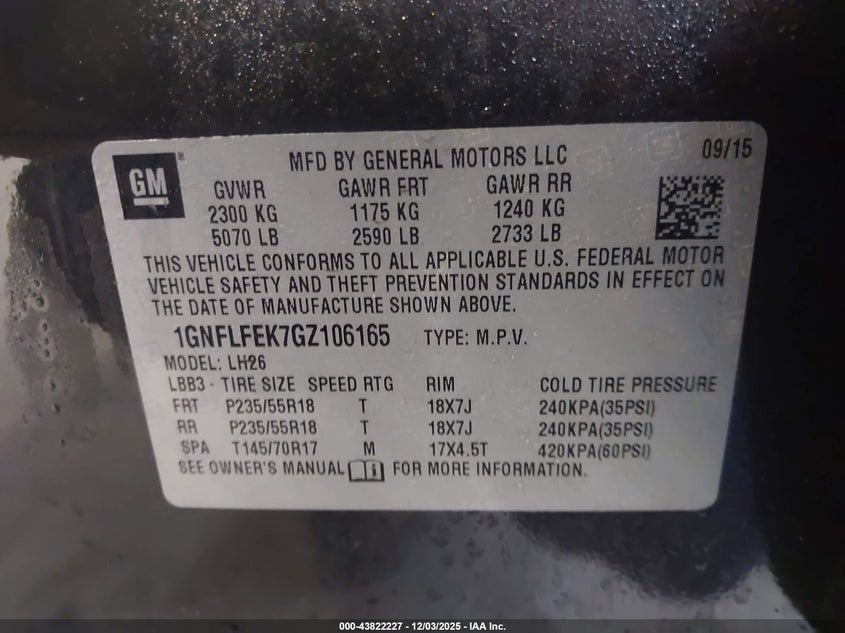 GM®
MFD BY GENERAL MOTORS LLC 09/15
GVWR GAWR FRT GAWR RR
2300 KG 1175 KG 1240 KG
5070 LB 2590 LB 2733 LB
THIS VEHICLE CONFORMS TO ALL APPLICABLE U.S. FEDERAL MOTOR
VEHICLE SAFETY AND THEFT PREVENTION STANDARDS IN EFFECT ON
THE DATE OF MANUFACTURE SHOWN ABOVE.
1GNFLFEK7GZ106165 TYPE: M.P.V.
MODEL: LH26
LBB3 - TIRE SIZE SPEED RTG RIM COLD TIRE PRESSURE
FRT P235/55R18 T 18X7J 240KPA(35PSI)
RR P235/55R18 T 18X7J 240KPA(35PSI)
SPA T145/70R17 M 17X4.5T 420KPA(60PSI)
SEE OWNER'S MANUAL FOR MORE INFORMATION.
000-43822227 - 12/03/2025 - IAA Inc.